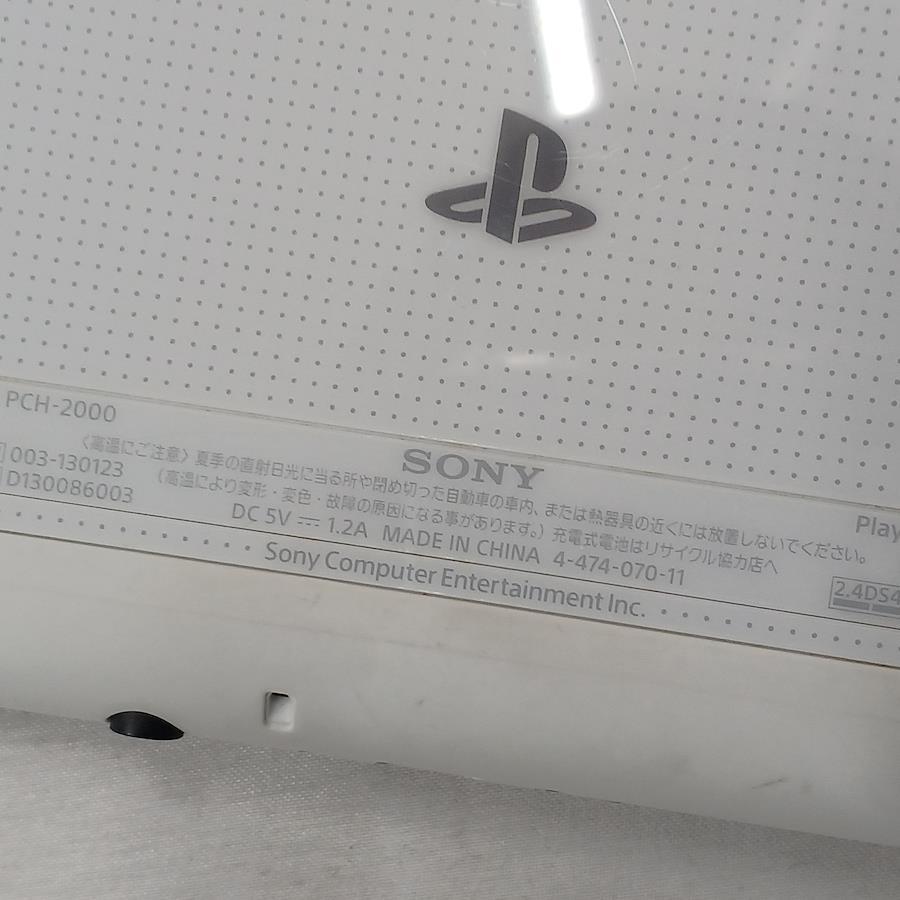 PCH-2000
SONY
〈高温にご注意〉夏季の直射日光に当る所や閉め切った自動車の車内、または熱器具の近くには放置しないでください。
003-130123
(高温により変形・変色・故障の原因になる事があります。)充電式電池はリサイクル協力店へ
D130086003
DC 5V ⎓ 1.2A MADE IN CHINA 4-474-070-11
Play
2.4DS4
Sony Computer Entertainment Inc.